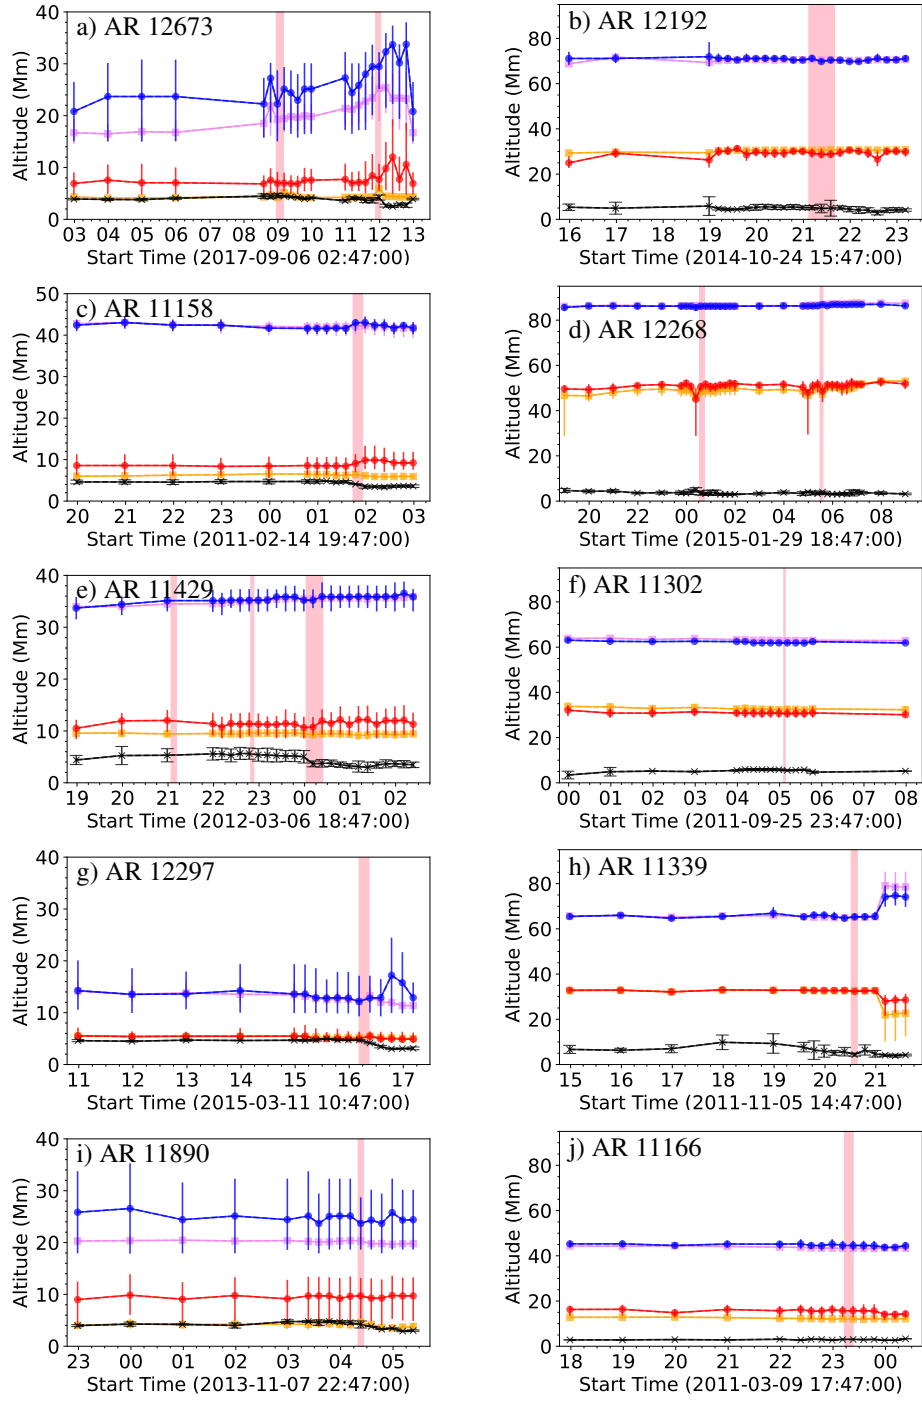 a) AR 12673
Altitude (Mm)
40
30
20
10
0
03 04 05 06 07 08 09 10 11 12 13
Start Time (2017-09-06 02:47:00)
b) AR 12192
Altitude (Mm)
80
60
40
20
0
16 17 18 19 20 21 22 23
Start Time (2014-10-24 15:47:00)
c) AR 11158
Altitude (Mm)
50
40
30
20
10
0
20 21 22 23 00 01 02 03
Start Time (2011-02-14 19:47:00)
d) AR 12268
Altitude (Mm)
80
60
40
20
0
20 22 00 02 04 06 08
Start Time (2015-01-29 18:47:00)
e) AR 11429
Altitude (Mm)
40
30
20
10
0
19 20 21 22 23 00 01 02
Start Time (2012-03-06 18:47:00)
f) AR 11302
Altitude (Mm)
80
60
40
20
0
00 01 02 03 04 05 06 07 08
Start Time (2011-09-25 23:47:00)
g) AR 12297
Altitude (Mm)
40
30
20
10
0
11 12 13 14 15 16 17
Start Time (2015-03-11 10:47:00)
h) AR 11339
Altitude (Mm)
80
60
40
20
0
15 16 17 18 19 20 21
Start Time (2011-11-05 14:47:00)
i) AR 11890
Altitude (Mm)
40
30
20
10
0
23 00 01 02 03 04 05
Start Time (2013-11-07 22:47:00)
j) AR 11166
Altitude (Mm)
80
60
40
20
0
18 19 20 21 22 23 00
Start Time (2011-03-09 17:47:00)